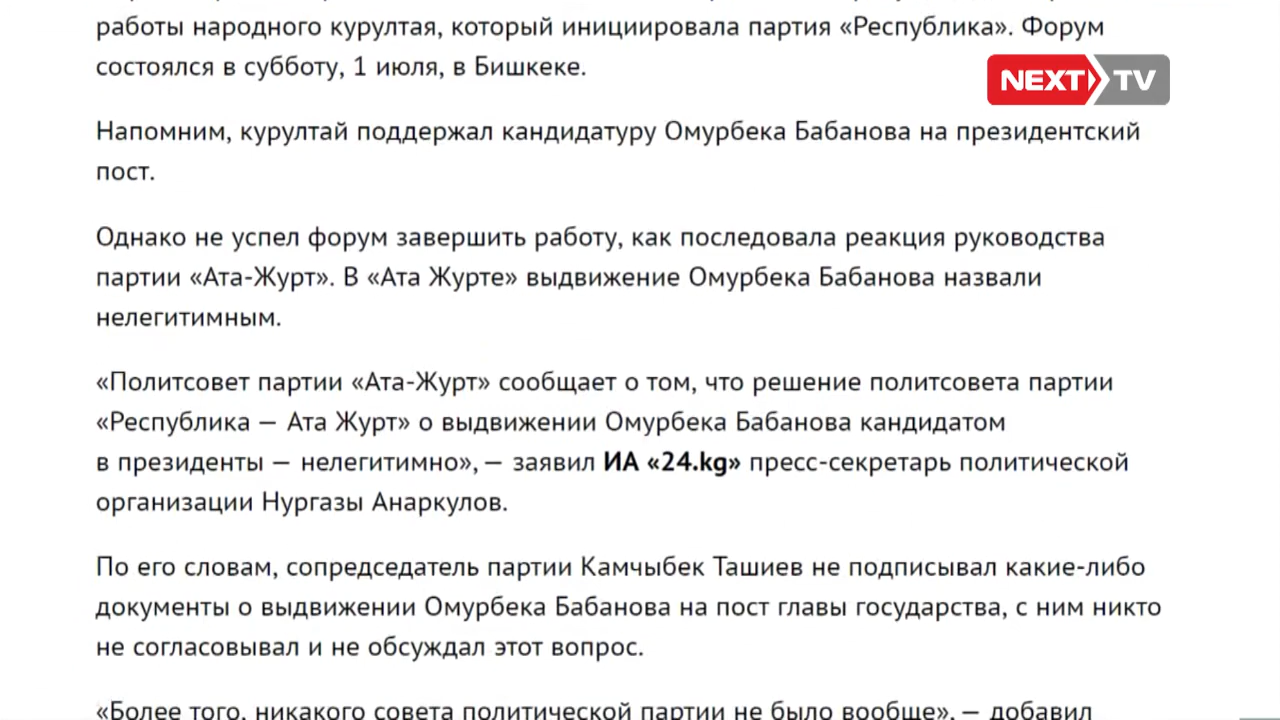 работы народного курултая, который инициировала партия «Республика». Форум
состоялся в субботу, 1 июля, в Бишкеке.
NEXT TV
Напомним, курултай поддержал кандидатуру Омурбека Бабанова на президентский
пост.
Однако не успел форум завершить работу, как последовала реакция руководства
партии «Ата-Журт». В «Ата Журте» выдвижение Омурбека Бабанова назвали
нелегитимным.
«Политсовет партии «Ата-Журт» сообщает о том, что решение политсовета партии
«Республика — Ата Журт» о выдвижении Омурбека Бабанова кандидатом
в президенты — нелегитимно», — заявил ИА «24.kg» пресс-секретарь политической
организации Нургазы Анаркулов.
По его словам, сопредседатель партии Камчыбек Ташиев не подписывал какие-либо
документы о выдвижении Омурбека Бабанова на пост главы государства, с ним никто
не согласовывал и не обсуждал этот вопрос.
«Более того, никакого совета политической партии не было вообще», — добавил